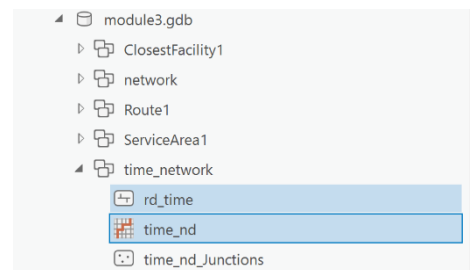 module3.gdb
ClosestFacility1
network
Route1
ServiceArea1
time_network
rd_time
time_nd
time_nd_Junctions